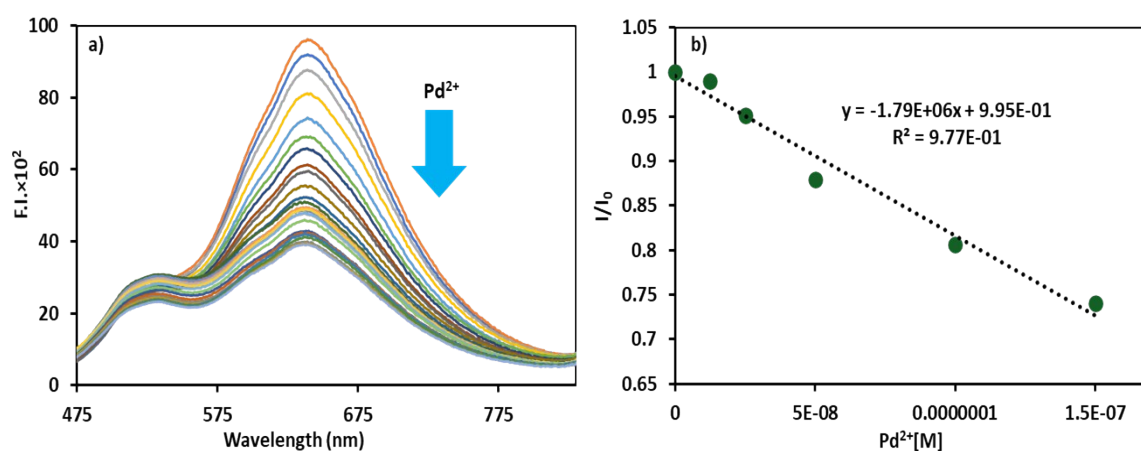 a)
Pd²⁺
F.I.×10²
100
80
60
40
20
0
475
575
675
775
Wavelength (nm)
b)
y = -1.79E+06x + 9.95E-01
R² = 9.77E-01
I/I₀
1.05
1
0.95
0.9
0.85
0.8
0.75
0.7
0.65
0
5E-08
0.0000001
1.5E-07
Pd²⁺[M]